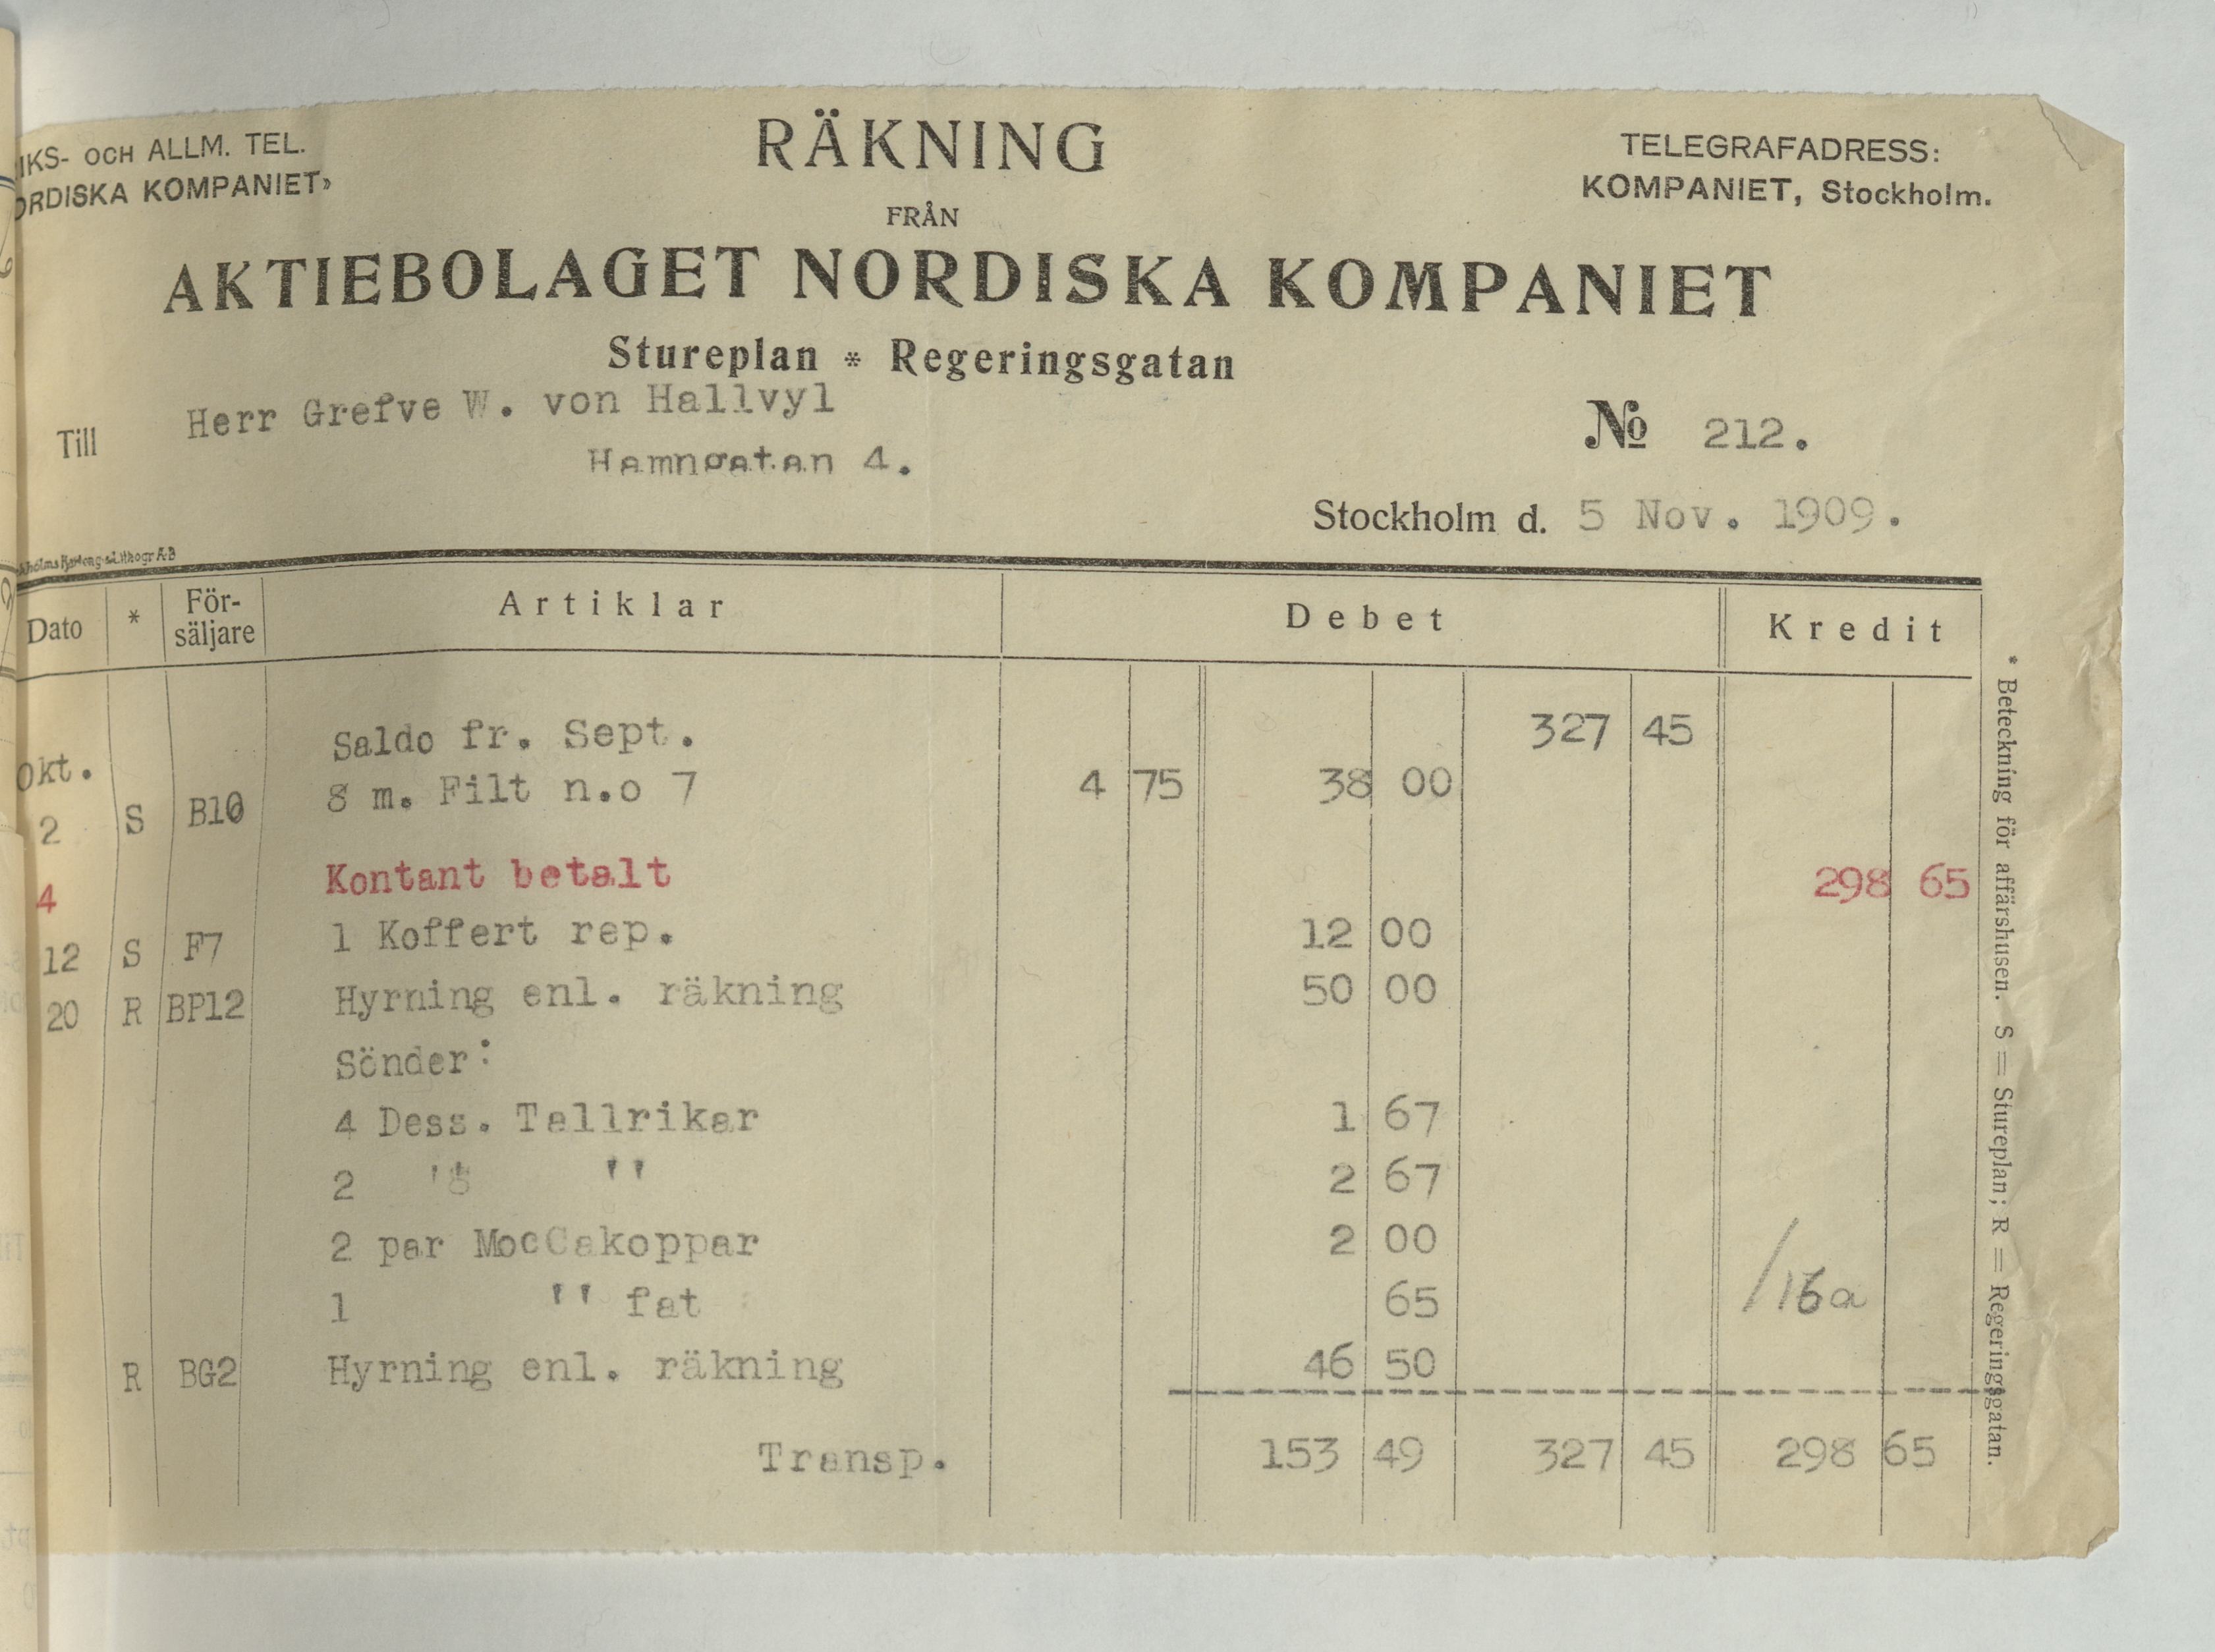 IKS- OCH ALLM. TEL.
ORDISKA KOMPANIET»
RÄKNING
FRÅN
TELEGRAFADRESS:
KOMPANIET, Stockholm.
AKTIEBOLAGET NORDISKA KOMPANIET
Stureplan * Regeringsgatan
Till Herr Grefve W. von Hallvyl
Hamngatan 4.
No 212.
Stockholm d. 5 Nov. 1909.
Dato * För-säljare Artiklar Debet Kredit
Saldo fr. Sept. 327 45
Okt.
2 S B10 8 m. Filt n.o 7 4 75 38 00
4 Kontant betalt 298 65
12 S F7 1 Koffert rep. 12 00
20 R BP12 Hyrning enl. räkning 50 00
Sönder:
4 Dess. Tallrikar 1 67
2 " " 2 67
2 par MocCakoppar 2 00
1 " fat 65
/16a
R BG2 Hyrning enl. räkning 46 50
Transp. 153 49 327 45 298 65
* Beteckning för affärshusen. S = Stureplan; R = Regeringsgatan.